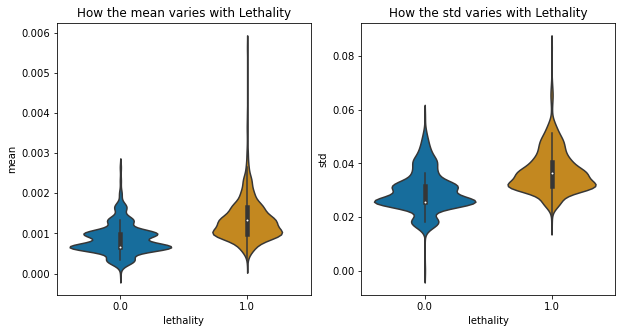 How the mean varies with Lethality
0.006
0.005
0.004
0.003
0.002
0.001
0.000
mean
0.0
1.0
lethality
How the std varies with Lethality
0.08
0.06
0.04
0.02
0.00
std
0.0
1.0
lethality